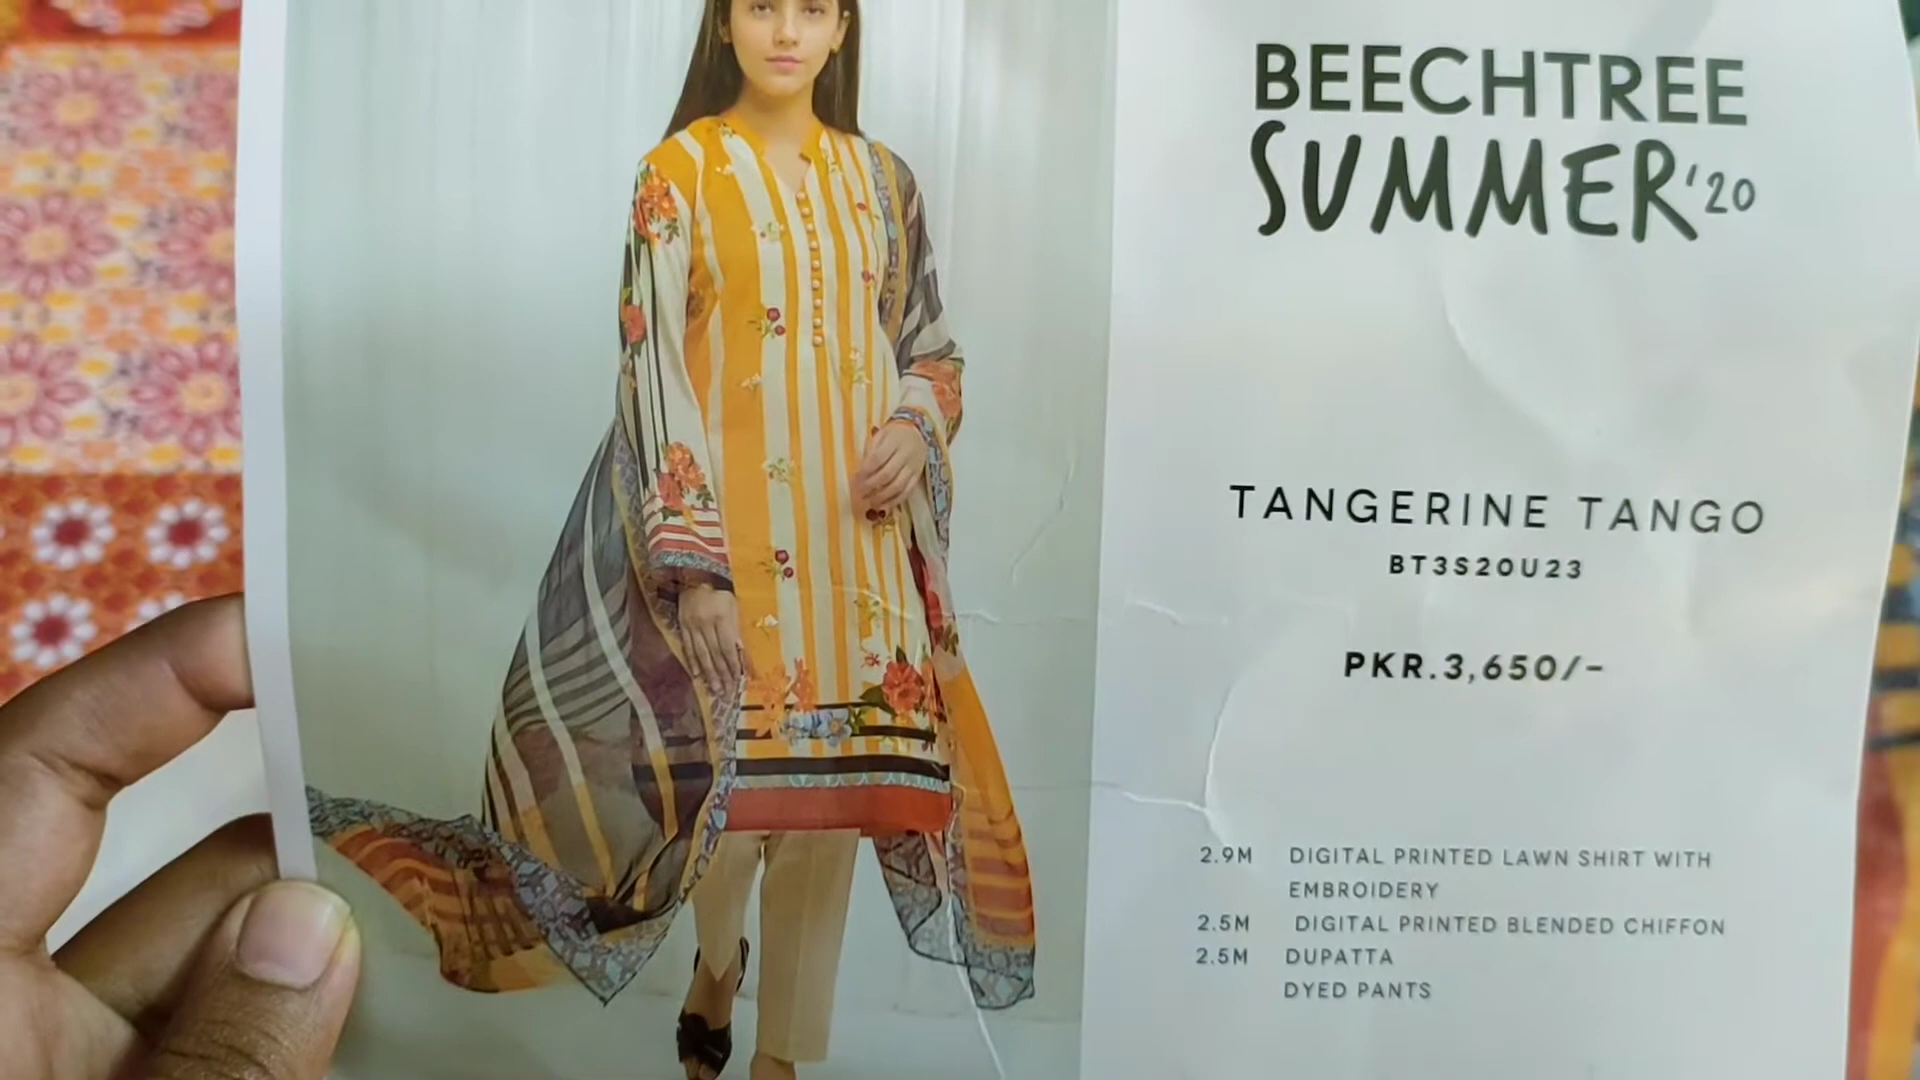 BEECHTREE
SUMMER'20
TANGERINE TANGO
BT3S20U23
PKR.3,650/-
2.9M DIGITAL PRINTED LAWN SHIRT WITH
EMBROIDERY
2.5M DIGITAL PRINTED BLENDED CHIFFON
2.5M DUPATTA
DYED PANTS